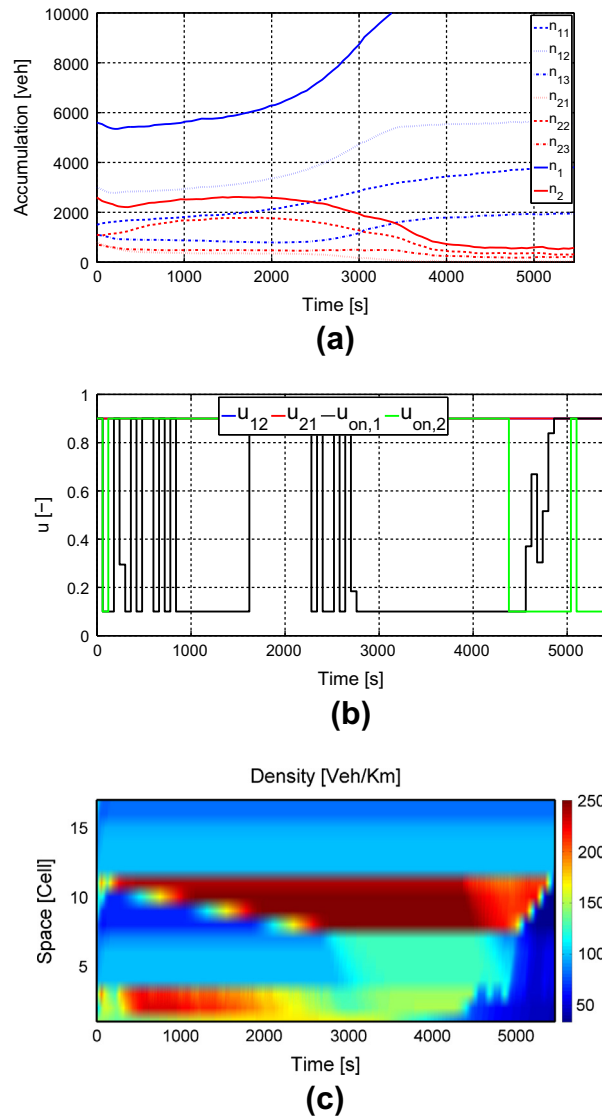 10000
8000
6000
4000
2000
0
Accumulation [veh]
n11
n12
n13
n21
n22
n23
n1
n2
0 1000 2000 3000 4000 5000
Time [s]
(a)
1
0.8
0.6
0.4
0.2
0
u [−]
u12 u21 uon,1 uon,2
0 1000 2000 3000 4000 5000
Time [s]
(b)
Density [Veh/Km]
15
10
5
Space [Cell]
250
200
150
100
50
0 1000 2000 3000 4000 5000
Time [s]
(c)